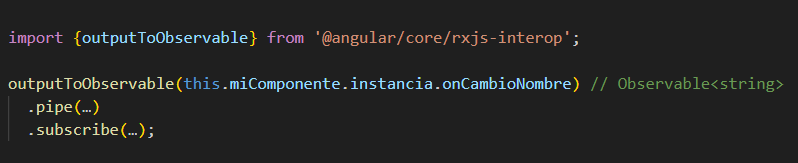 import {outputToObservable} from '@angular/core/rxjs-interop';
outputToObservable(this.miComponente.instancia.onCambioNombre) // Observable<string>
.pipe(…)
.subscribe(…);